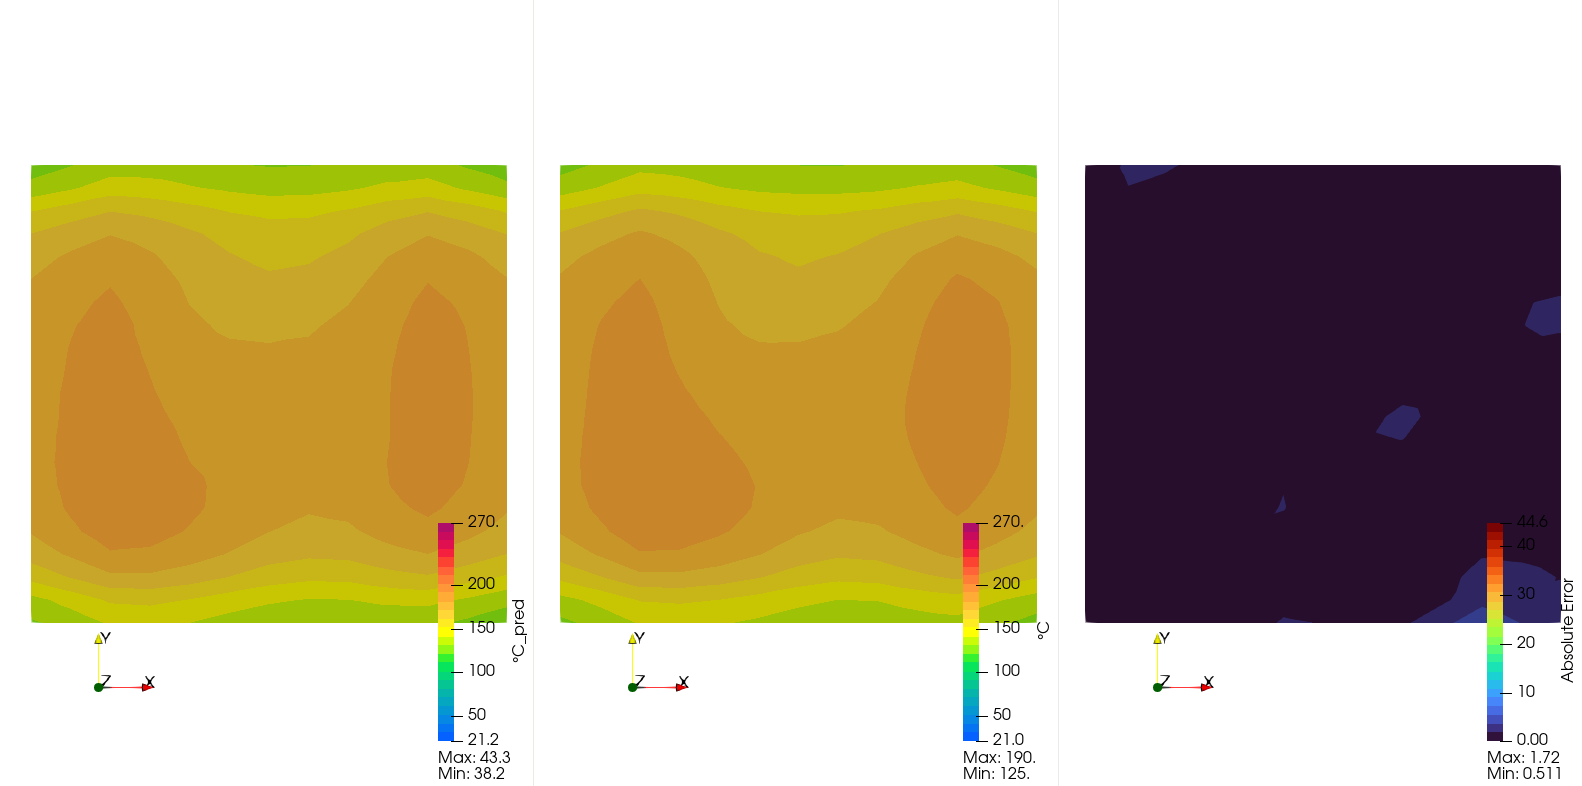 270.
200
150
100
50
21.2
°C_pred
Max: 43.3
Min: 38.2
Y
Z
X
270.
200
150
100
50
21.0
°C
Max: 190.
Min: 125.
Y
Z
X
44.6
40
30
20
10
0.00
Absolute Error
Max: 1.72
Min: 0.511
Y
Z
X